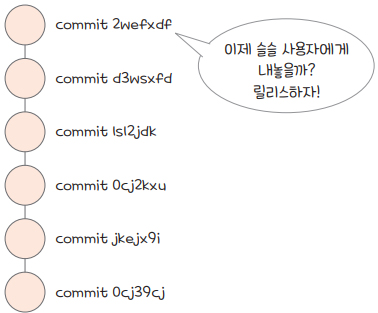 commit 2wefxdf
이제 슬슬 사용자에게
내놓을까?
릴리스하자!
commit d3wsxfd
commit lsl2jdk
commit 0cj2kxu
commit jkejx9i
commit 0cj39cj